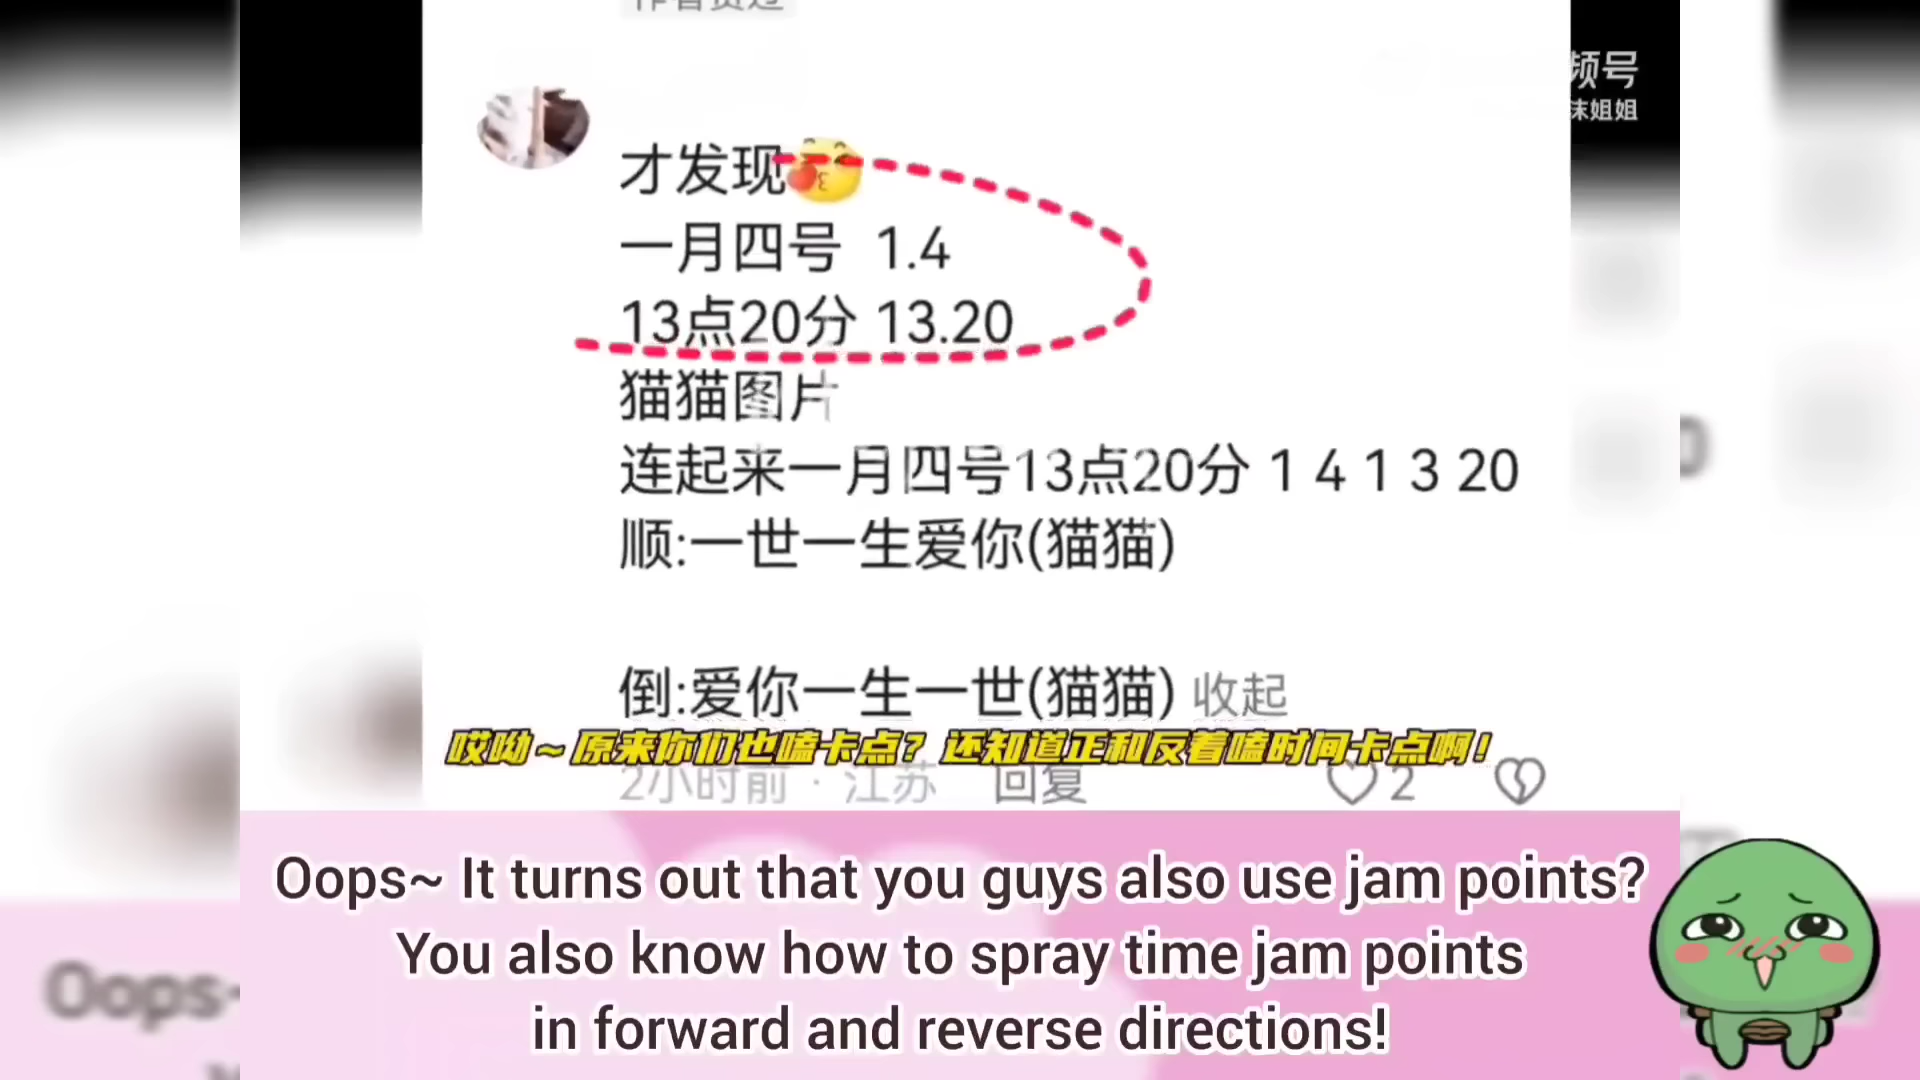 频号
沫姐姐
才发现
一月四号 1.4
13点20分 13.20
猫猫图片
连起来一月四号13点20分 1 4 1 3 20
顺:一世一生爱你(猫猫)
倒:爱你一生一世(猫猫) 收起
哎呦~原来你们也嗑卡点?还知道正和反着嗑时间卡点啊!
2小时前 · 江苏 回复 2
Oops~ It turns out that you guys also use jam points?
You also know how to spray time jam points
in forward and reverse directions!
Oops~